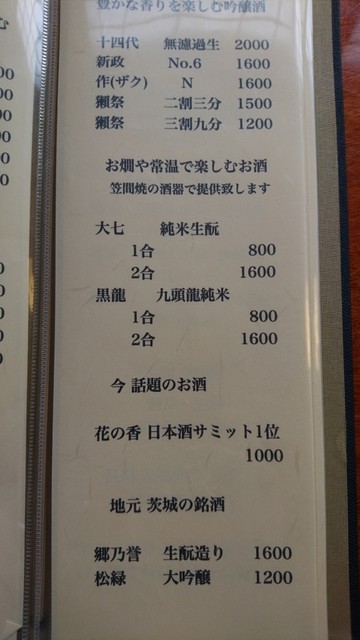 豊かな香りを楽しむ吟醸酒
十四代 無濾過生 2000
新政 No.6 1600
作(ザク) N 1600
獺祭 二割三分 1500
獺祭 三割九分 1200
お燗や常温で楽しむお酒
笠間焼の酒器で提供致します
大七 純米生酛
1合 800
2合 1600
黒龍 九頭龍純米
1合 800
2合 1600
今 話題のお酒
花の香 日本酒サミット1位
1000
地元 茨城の銘酒
郷乃誉 生酛造り 1600
松緑 大吟醸 1200